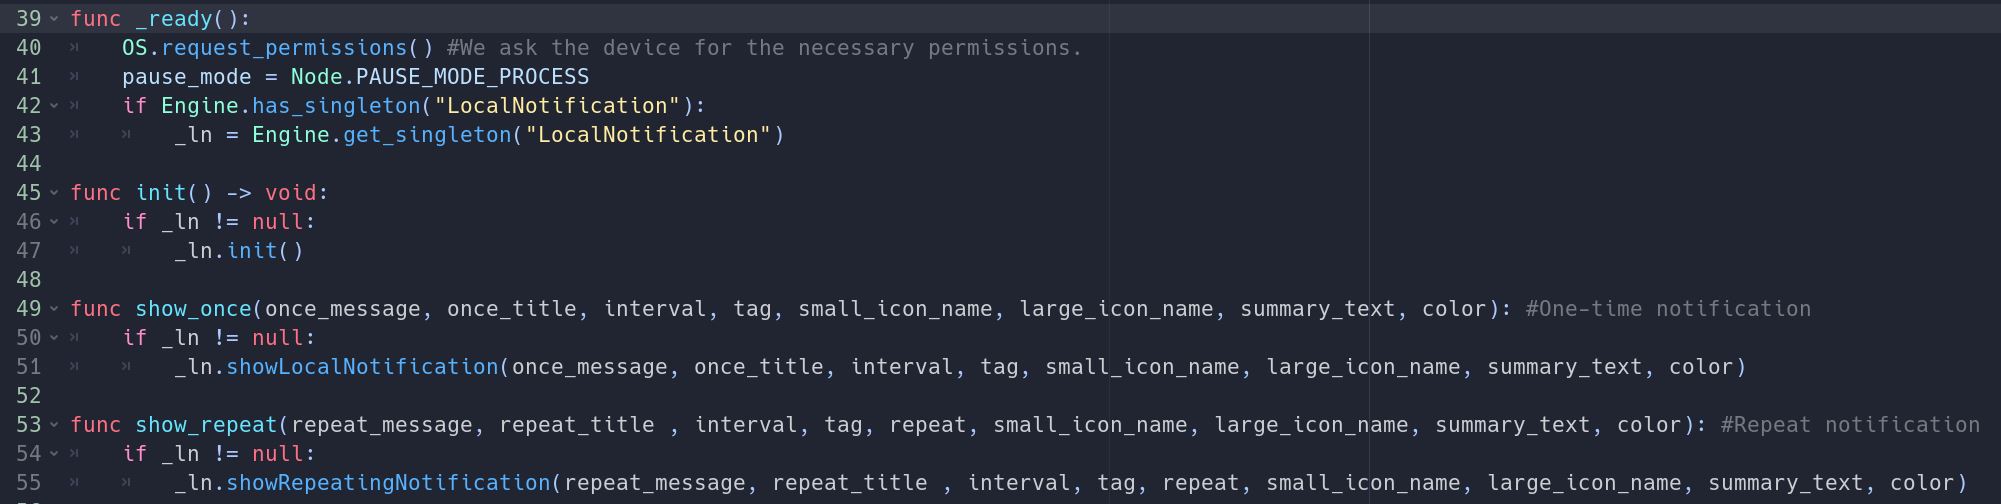 39 func _ready():
40 OS.request_permissions() #We ask the device for the necessary permissions.
41 pause_mode = Node.PAUSE_MODE_PROCESS
42 if Engine.has_singleton("LocalNotification"):
43 _ln = Engine.get_singleton("LocalNotification")
44
45 func init() -> void:
46 if _ln != null:
47 _ln.init()
48
49 func show_once(once_message, once_title, interval, tag, small_icon_name, large_icon_name, summary_text, color): #One-time notification
50 if _ln != null:
51 _ln.showLocalNotification(once_message, once_title, interval, tag, small_icon_name, large_icon_name, summary_text, color)
52
53 func show_repeat(repeat_message, repeat_title , interval, tag, repeat, small_icon_name, large_icon_name, summary_text, color): #Repeat notification
54 if _ln != null:
55 _ln.showRepeatingNotification(repeat_message, repeat_title , interval, tag, repeat, small_icon_name, large_icon_name, summary_text, color)